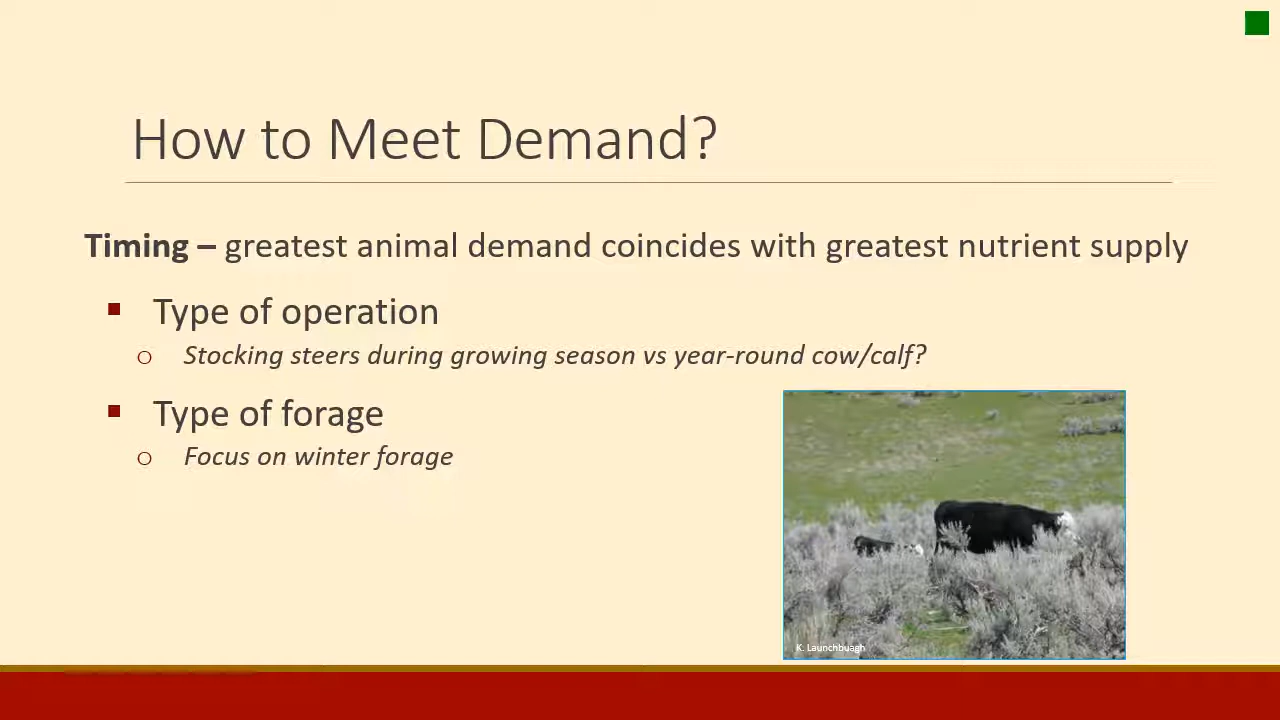 How to Meet Demand?
Timing – greatest animal demand coincides with greatest nutrient supply
▪ Type of operation
o Stocking steers during growing season vs year-round cow/calf?
▪ Type of forage
o Focus on winter forage
K. Launchbuagh